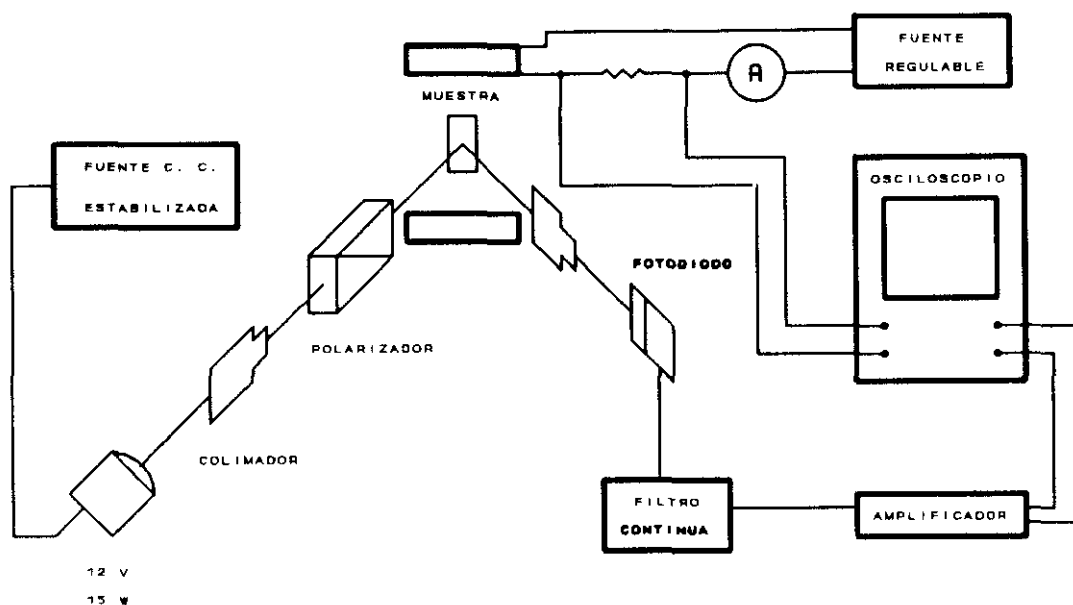 FUENTE
REGULABLE
A
MUESTRA
FUENTE C. C.
ESTABILIZADA
OSCILOSCOPIO
FOTODIODO
POLARIZADOR
COLIMADOR
FILTRO
CONTINUA
AMPLIFICADOR
12 V
15 W